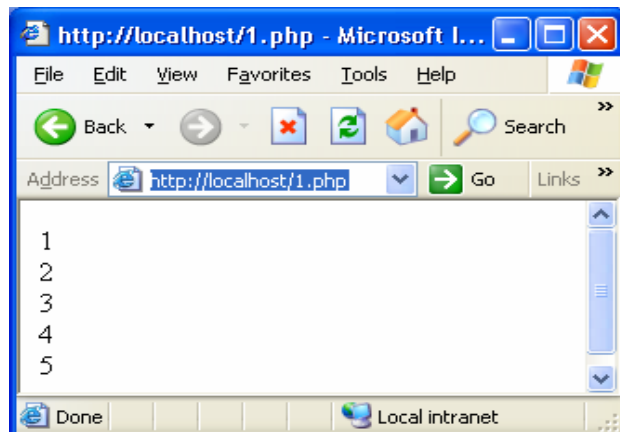 http://localhost/1.php - Microsoft I...
File Edit View Favorites Tools Help
Back Search »
Address http://localhost/1.php Go Links »
1
2
3
4
5
Done Local intranet